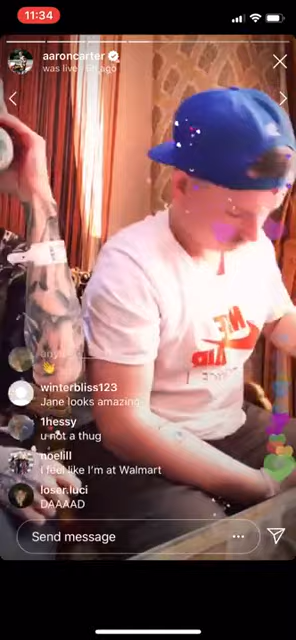 11:34
aaroncarter
was live
ago
winterbliss123
Jane looks amazing
1hessy
u not a thug
noelill
i feel like I'm at Walmart
loser.luci
DAAAAD
Send message